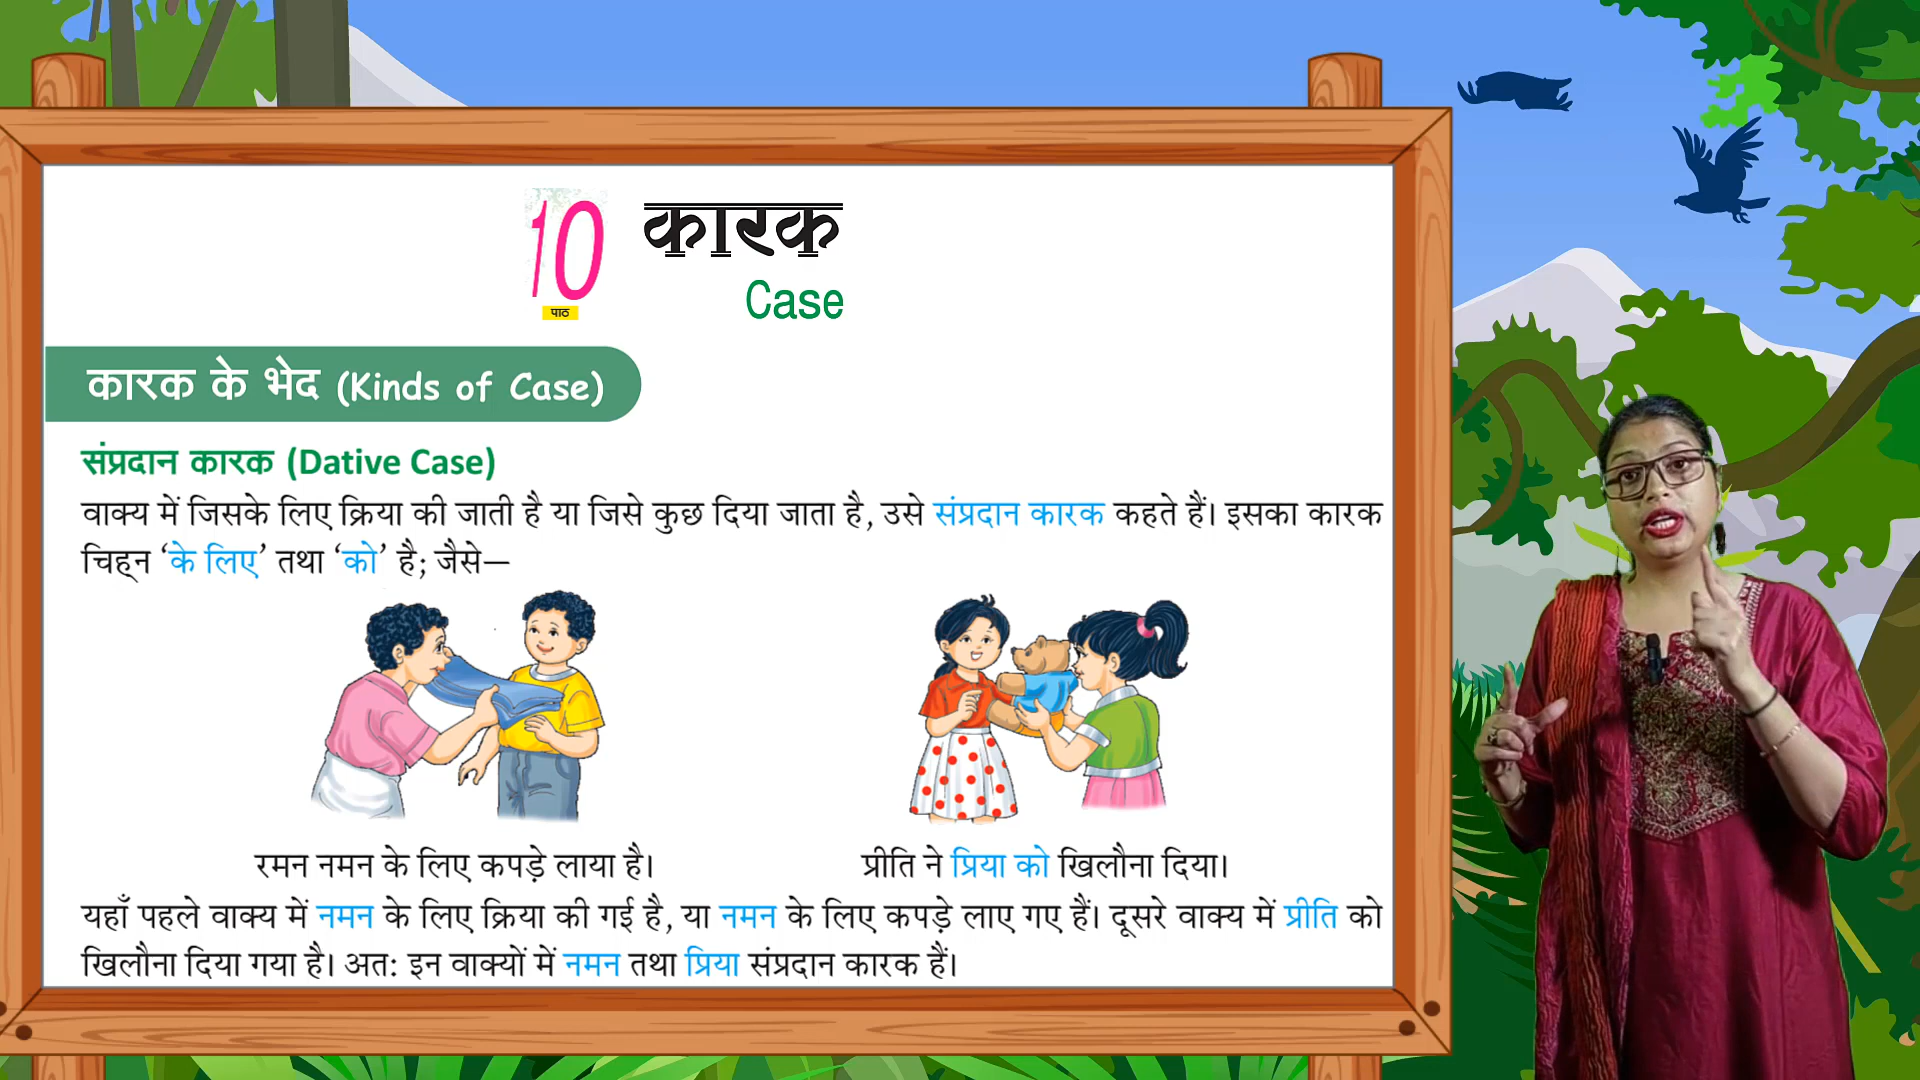 10
पाठ
कारक
Case
कारक के भेद (Kinds of Case)
संप्रदान कारक (Dative Case)
वाक्य में जिसके लिए क्रिया की जाती है या जिसे कुछ दिया जाता है, उसे संप्रदान कारक कहते हैं। इसका कारक
चिह्‌न ‘के लिए’ तथा ‘को’ है; जैसे—
रमन नमन के लिए कपड़े लाया है।
प्रीति ने प्रिया को खिलौना दिया।
यहाँ पहले वाक्य में नमन के लिए क्रिया की गई है, या नमन के लिए कपड़े लाए गए हैं। दूसरे वाक्य में प्रीति को
खिलौना दिया गया है। अतः इन वाक्यों में नमन तथा प्रिया संप्रदान कारक हैं।